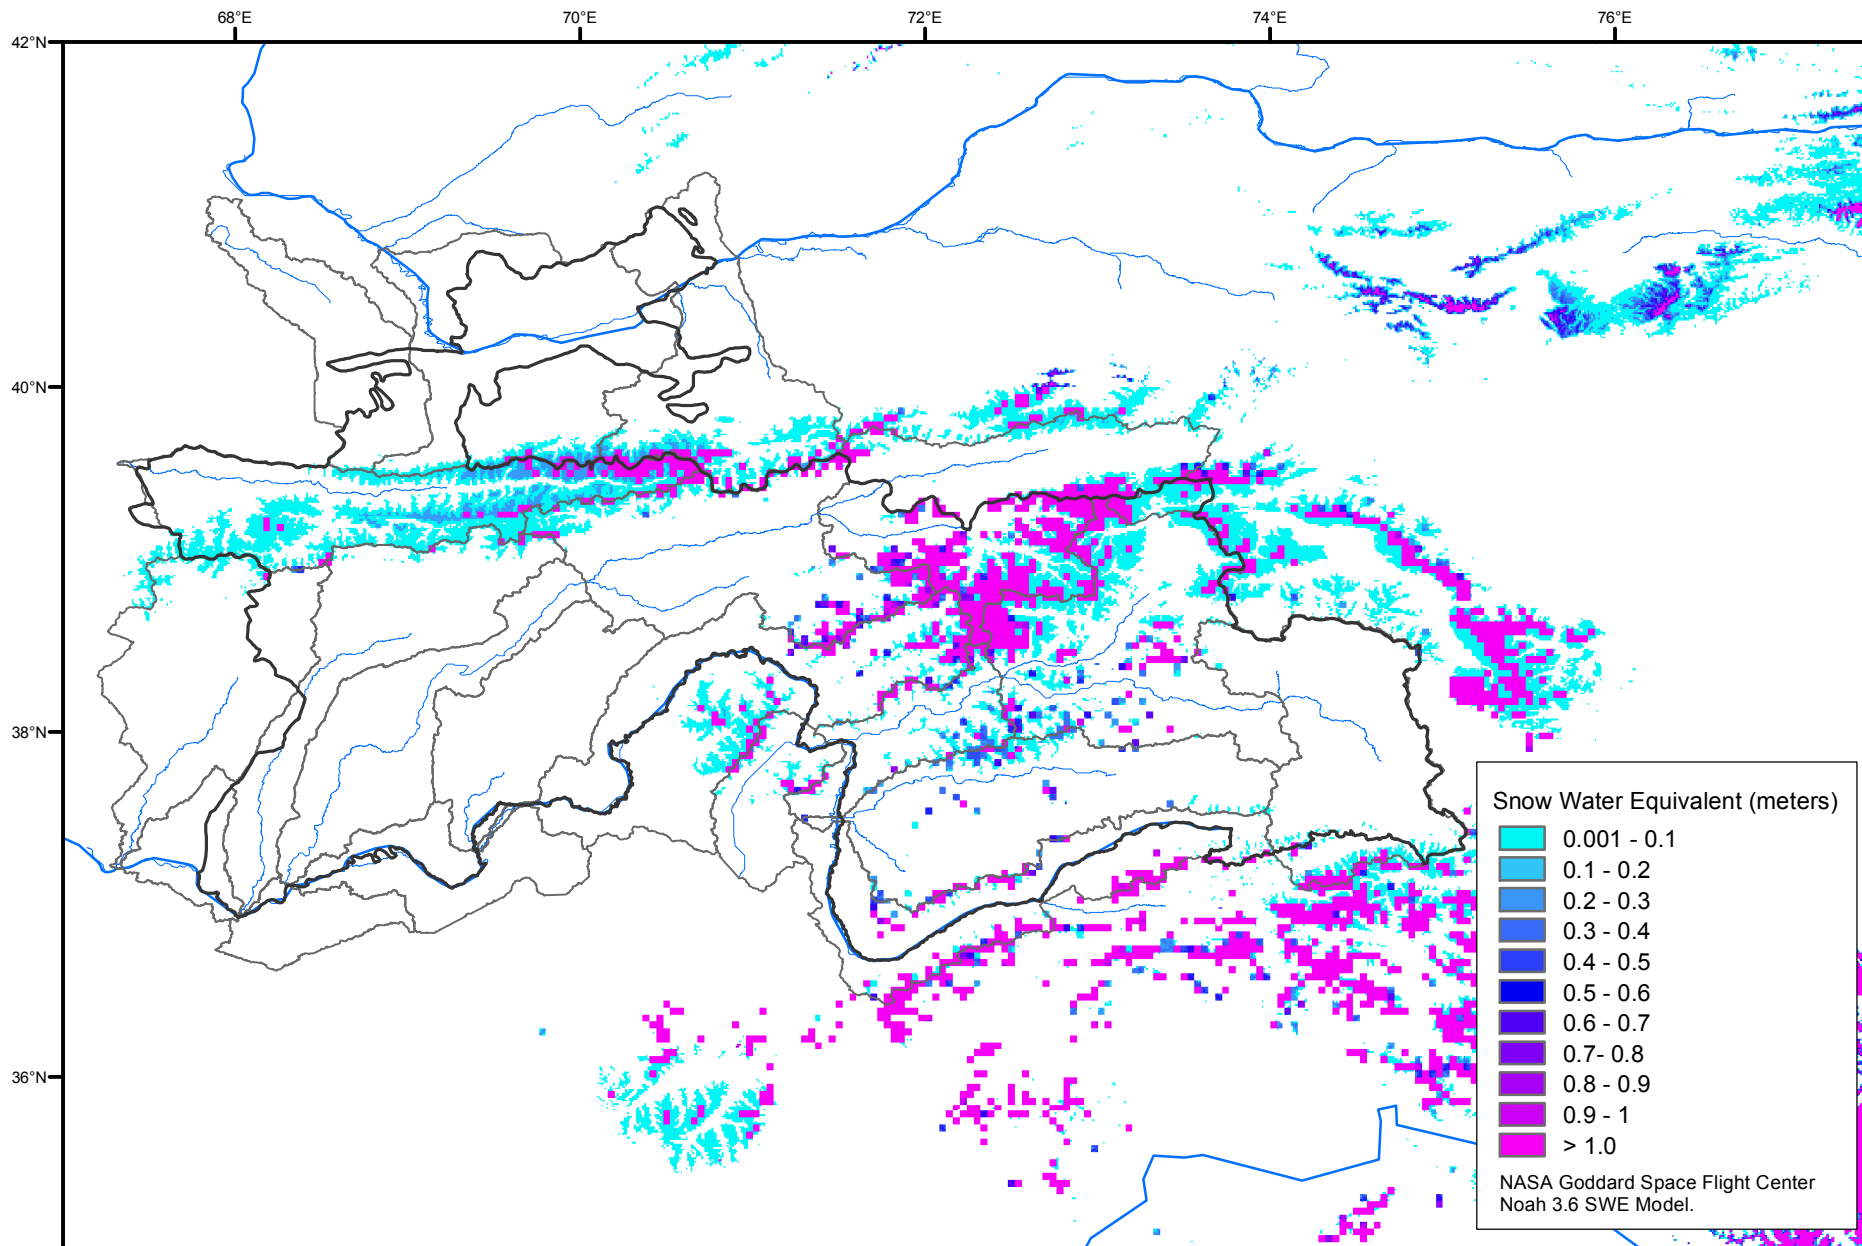 68°E 70°E 72°E 74°E 76°E
42°N
40°N
38°N
36°N
Snow Water Equivalent (meters)
0.001 - 0.1
0.1 - 0.2
0.2 - 0.3
0.3 - 0.4
0.4 - 0.5
0.5 - 0.6
0.6 - 0.7
0.7- 0.8
0.8 - 0.9
0.9 - 1
> 1.0
NASA Goddard Space Flight Center
Noah 3.6 SWE Model.